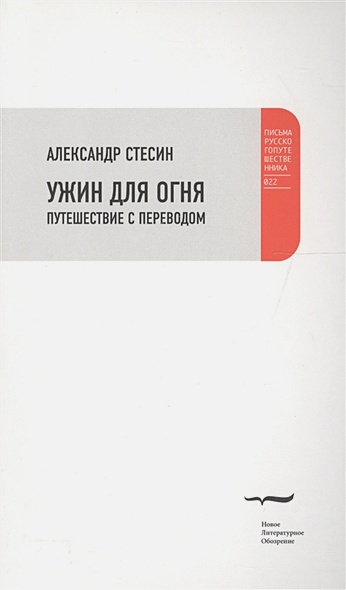 ПИСЬМА
РУССКО
ГОПУТЕ
ШЕСТВЕ
ННИКА
022
АЛЕКСАНДР СТЕСИН
УЖИН ДЛЯ ОГНЯ
ПУТЕШЕСТВИЕ С ПЕРЕВОДОМ
Новое
Литературное
Обозрение